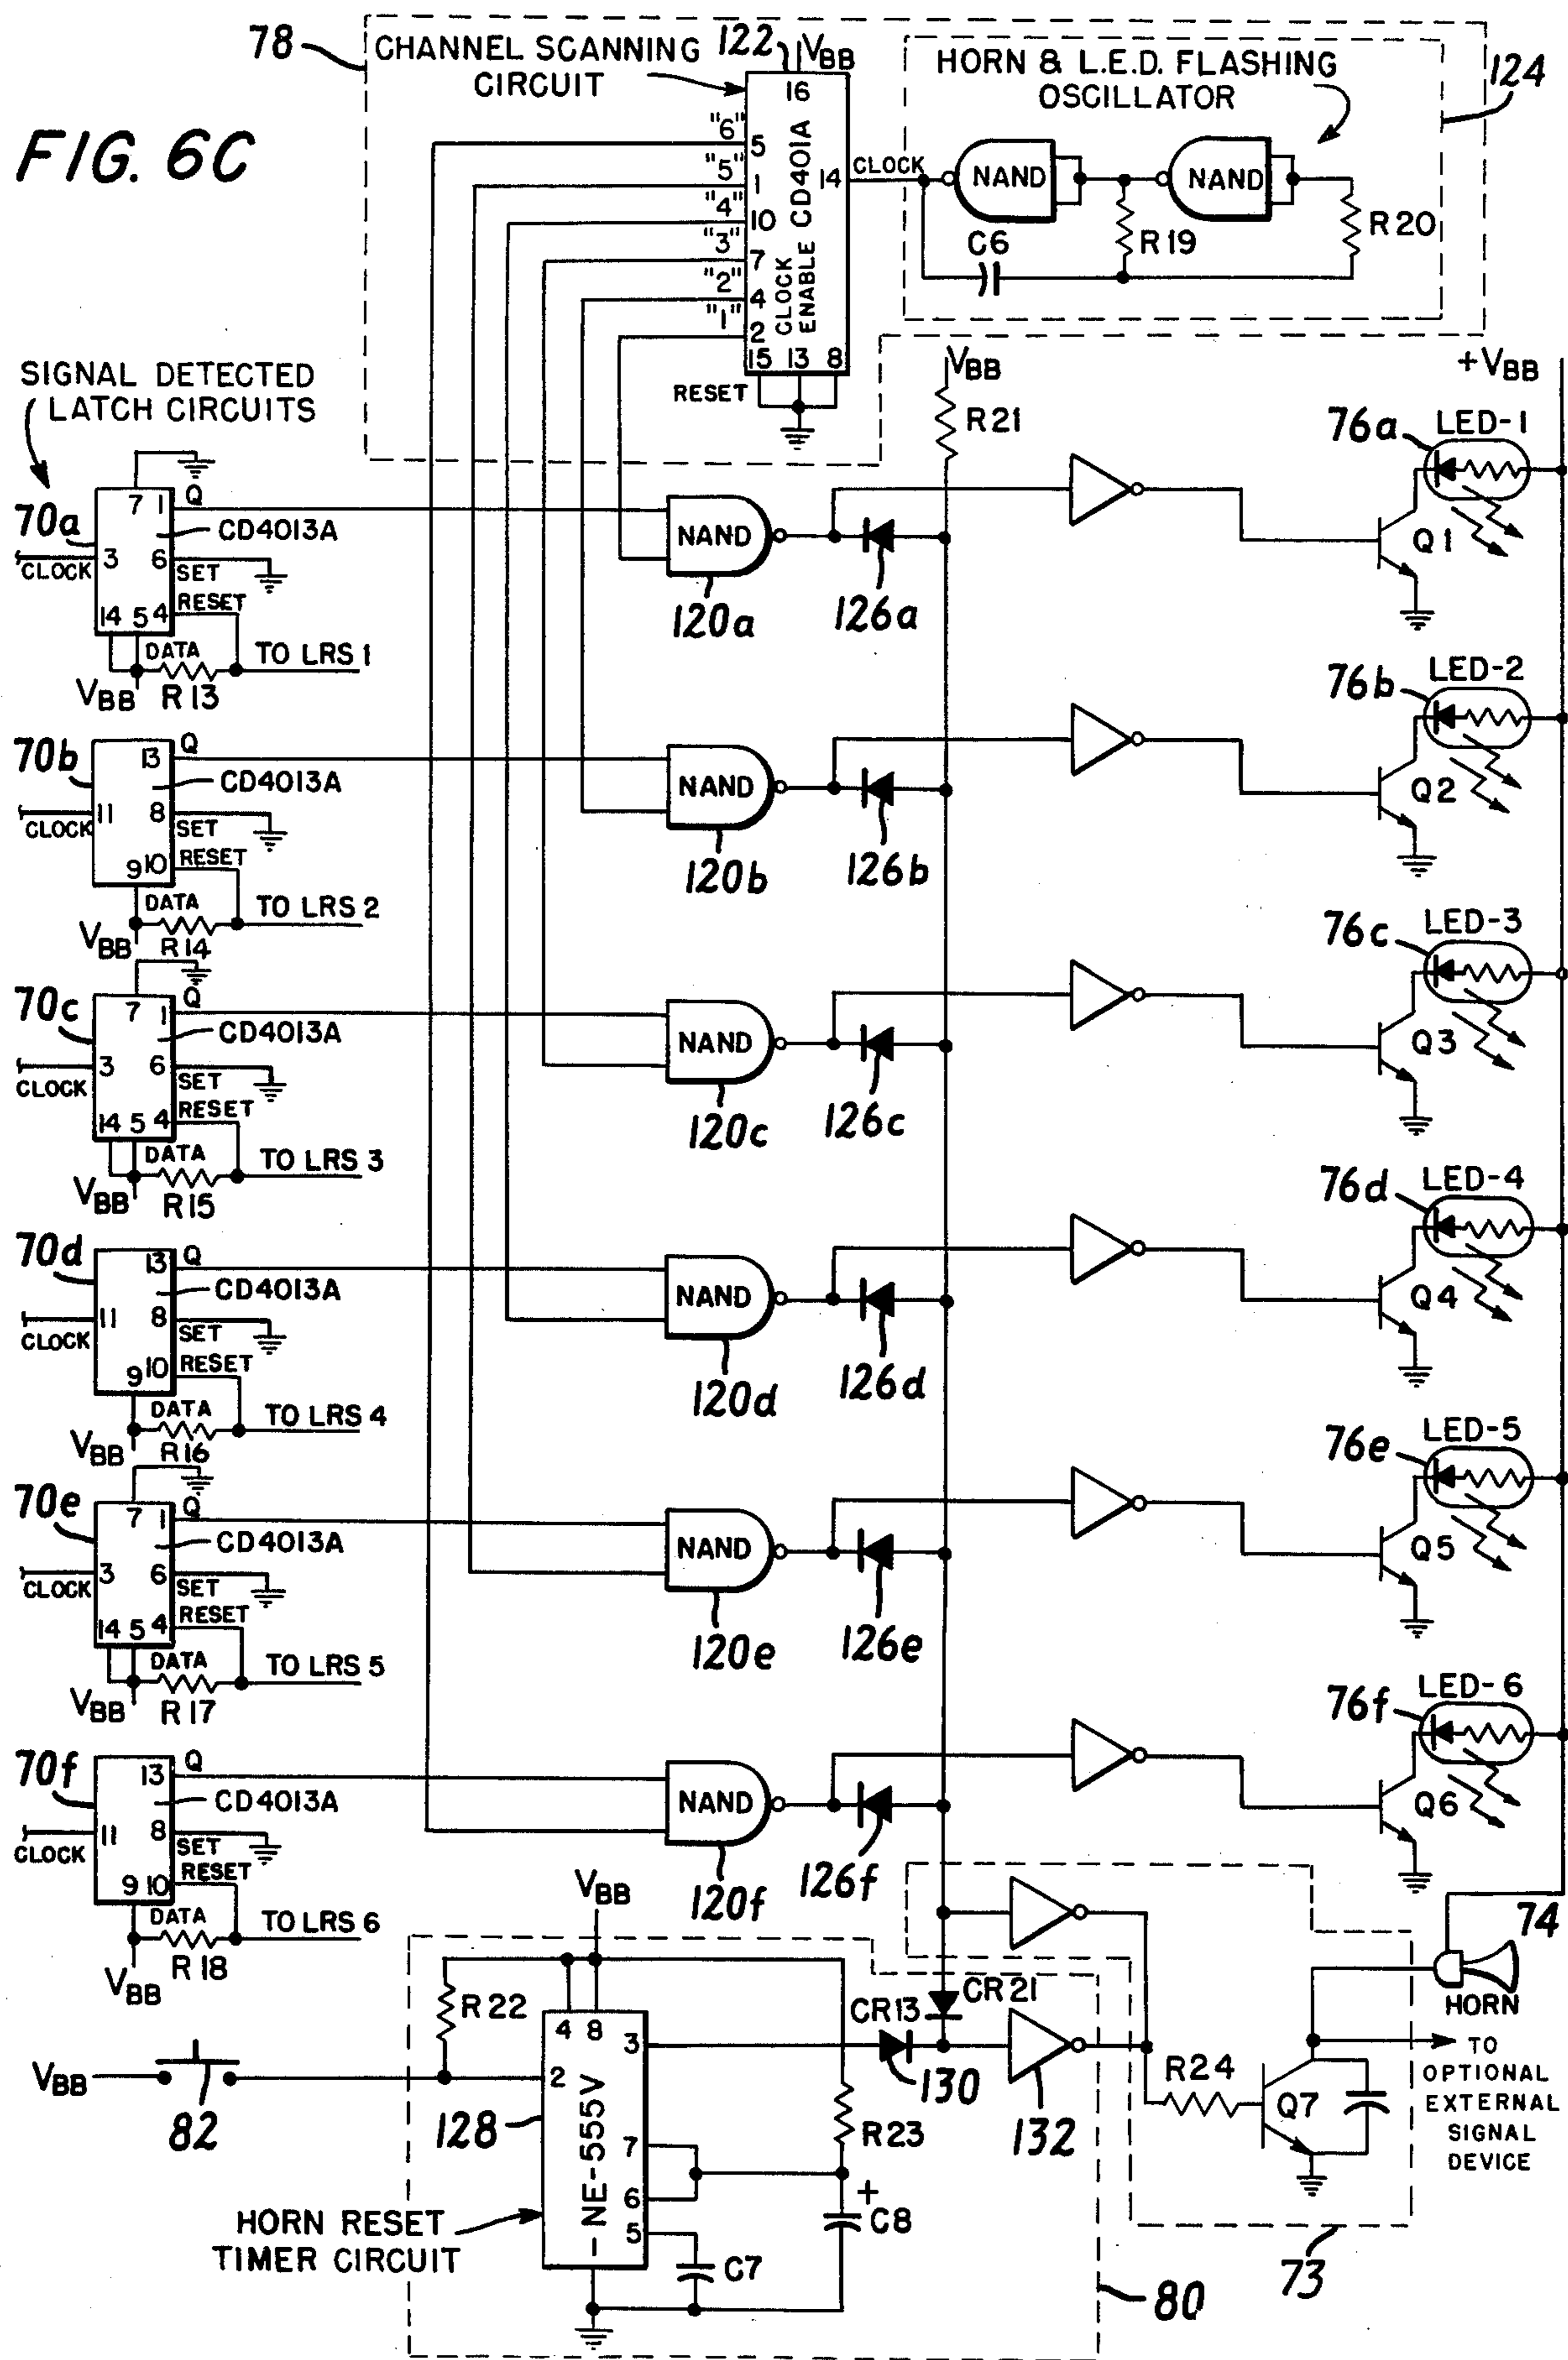 FIG. 6C
78
CHANNEL SCANNING
CIRCUIT
122
VBB
16
"6"
5
"5"
1
"4"
10
"3"
7
"2"
4
"1"
2
CD401A
CLOCK
ENABLE
14
15
13
8
RESET
CLOCK
HORN & L.E.D. FLASHING
OSCILLATOR
124
NAND
NAND
C6
R19
R20
SIGNAL DETECTED
LATCH CIRCUITS
VBB
R21
+VBB
70a
7
1
Q
CD4013A
CLOCK
3
6
SET
RESET
14
5
4
DATA
TO LRS 1
VBB
R13
NAND
120a
126a
76a
LED-1
Q1
70b
13
Q
CD4013A
CLOCK
11
8
SET
9
10
RESET
DATA
TO LRS 2
VBB
R14
NAND
120b
126b
76b
LED-2
Q2
70c
7
1
Q
CD4013A
CLOCK
3
6
SET
RESET
14
5
4
DATA
TO LRS 3
VBB
R15
NAND
120c
126c
76c
LED-3
Q3
70d
13
Q
CD4013A
CLOCK
11
8
SET
9
10
RESET
DATA
TO LRS 4
VBB
R16
NAND
120d
126d
76d
LED-4
Q4
70e
7
1
Q
CD4013A
CLOCK
3
6
SET
RESET
14
5
4
DATA
TO LRS 5
VBB
R17
NAND
120e
126e
76e
LED-5
Q5
70f
13
Q
CD4013A
CLOCK
11
8
SET
9
10
RESET
DATA
TO LRS 6
VBB
R18
NAND
120f
126f
76f
LED-6
Q6
VBB
R22
4
8
3
2
7
6
5
NE-555V
128
VBB
82
CR13
CR21
130
132
R23
+
C8
C7
HORN RESET
TIMER CIRCUIT
80
R24
Q7
73
74
HORN
TO
OPTIONAL
EXTERNAL
SIGNAL
DEVICE